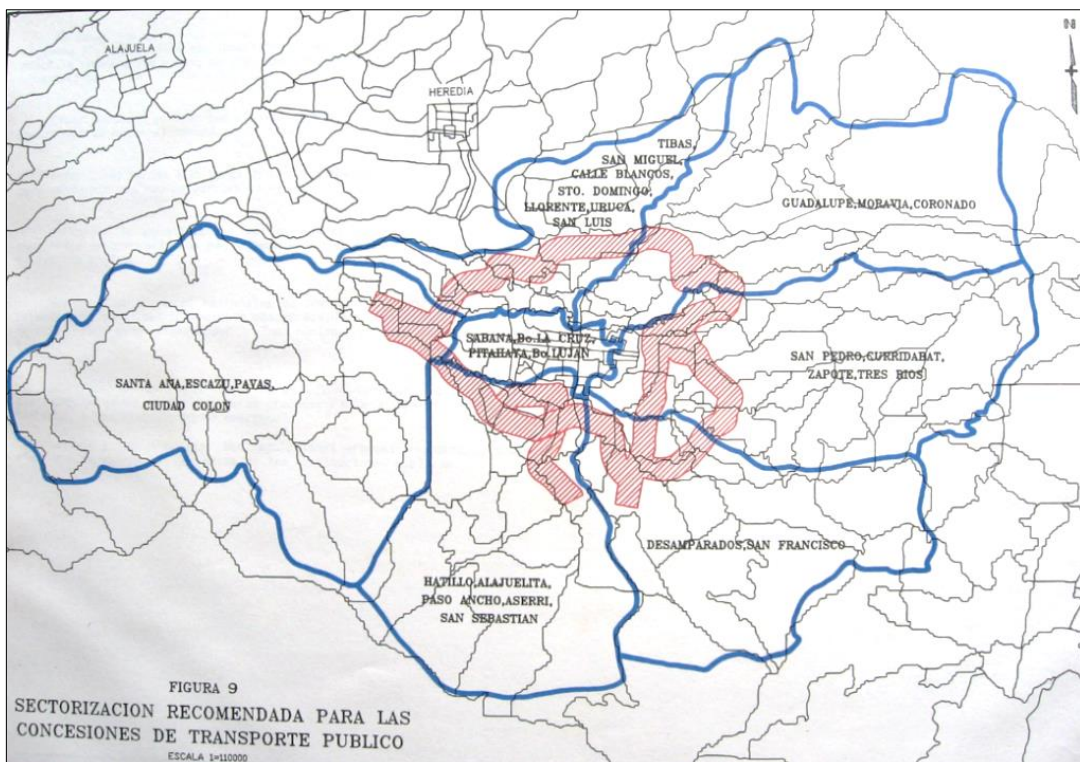 ALAJUELA
N
HEREDIA
TIBAS,
SAN MIGUEL,
CALLE BLANCOS,
STO. DOMINGO,
LLORENTE,URUCA,
SAN LUIS
GUADALUPE,MORAVIA,CORONADO
SABANA,Bo.LA CRUZ,
PITAHAYA,Bo.LUJAN
SAN PEDRO,CURRIDABAT,
ZAPOTE,TRES RIOS
SANTA ANA,ESCAZU,PAVAS,
CIUDAD COLON
DESAMPARADOS,SAN FRANCISCO
HATILLO,ALAJUELITA,
PASO ANCHO,ASERRI,
SAN SEBASTIAN
FIGURA 9
SECTORIZACION RECOMENDADA PARA LAS
CONCESIONES DE TRANSPORTE PUBLICO
ESCALA 1=110000